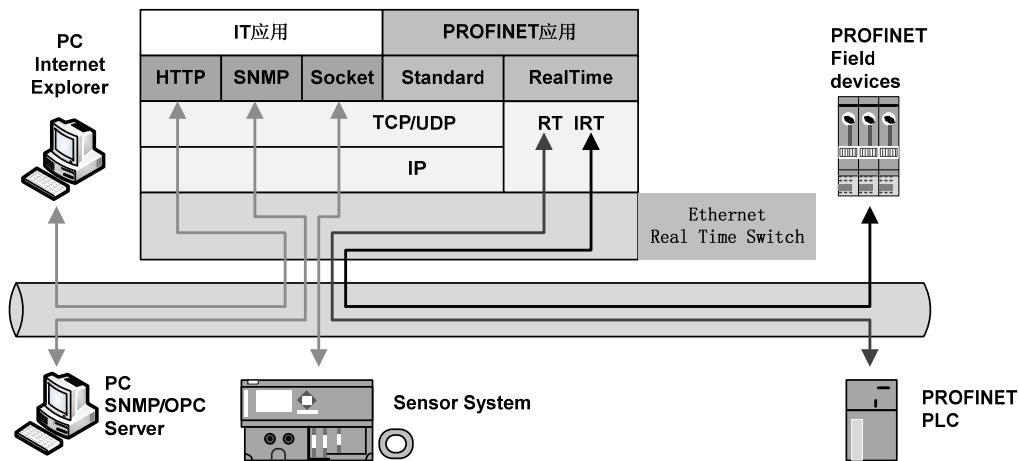 IT应用
PROFINET应用
HTTP
SNMP
Socket
Standard
RealTime
TCP/UDP
RT
IRT
IP
Ethernet
Real Time Switch
PC
Internet
Explorer
PROFINET
Field
devices
PC
SNMP/OPC
Server
Sensor System
PROFINET
PLC